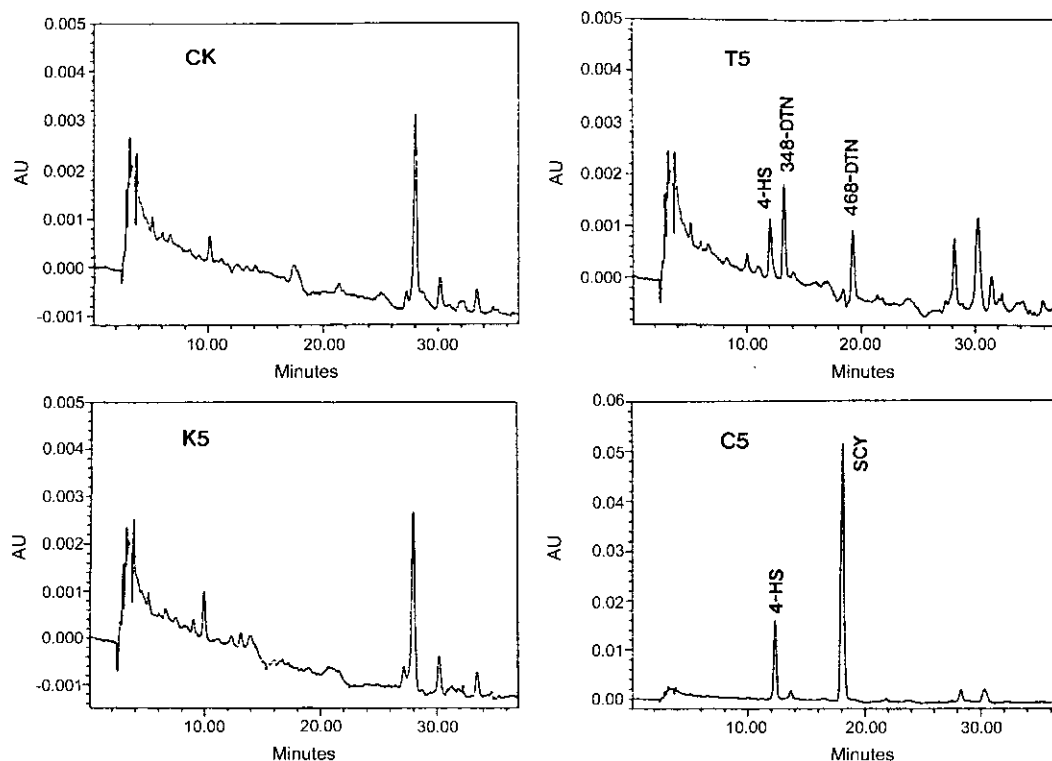 CK
0.005
0.004
0.003
0.002
0.001
0.000
-0.001
AU
10.00 20.00 30.00
Minutes
T5
0.005
0.004
0.003
0.002
0.001
0.000
AU
4-HS
348-DTN
468-DTN
10.00 20.00 30.00
Minutes
K5
0.005
0.004
0.003
0.002
0.001
0.000
-0.001
AU
10.00 20.00 30.00
Minutes
C5
0.06
0.05
0.04
0.03
0.02
0.01
0.00
AU
4-HS
SCY
10.00 20.00 30.00
Minutes